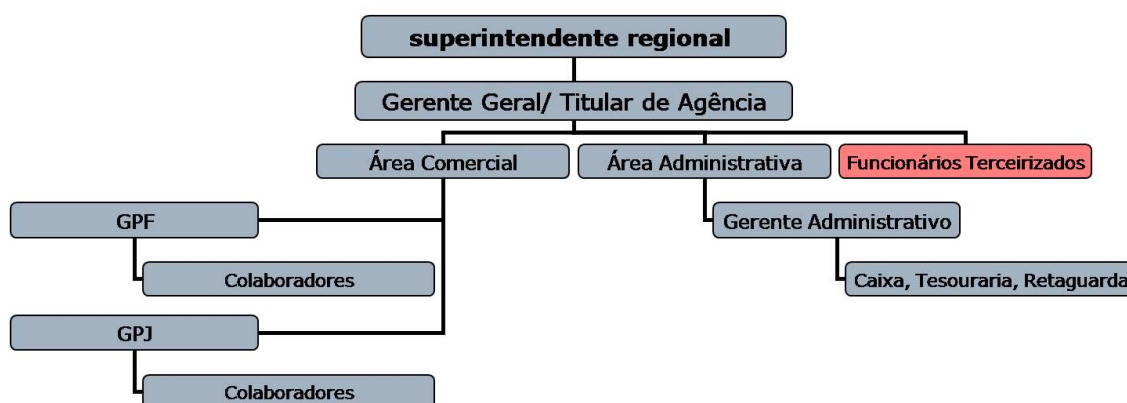 superintendente regional
Gerente Geral/ Titular de Agência
Área Comercial
Área Administrativa
Funcionários Terceirizados
GPF
Gerente Administrativo
Colaboradores
Caixa, Tesouraria, Retaguarda
GPJ
Colaboradores